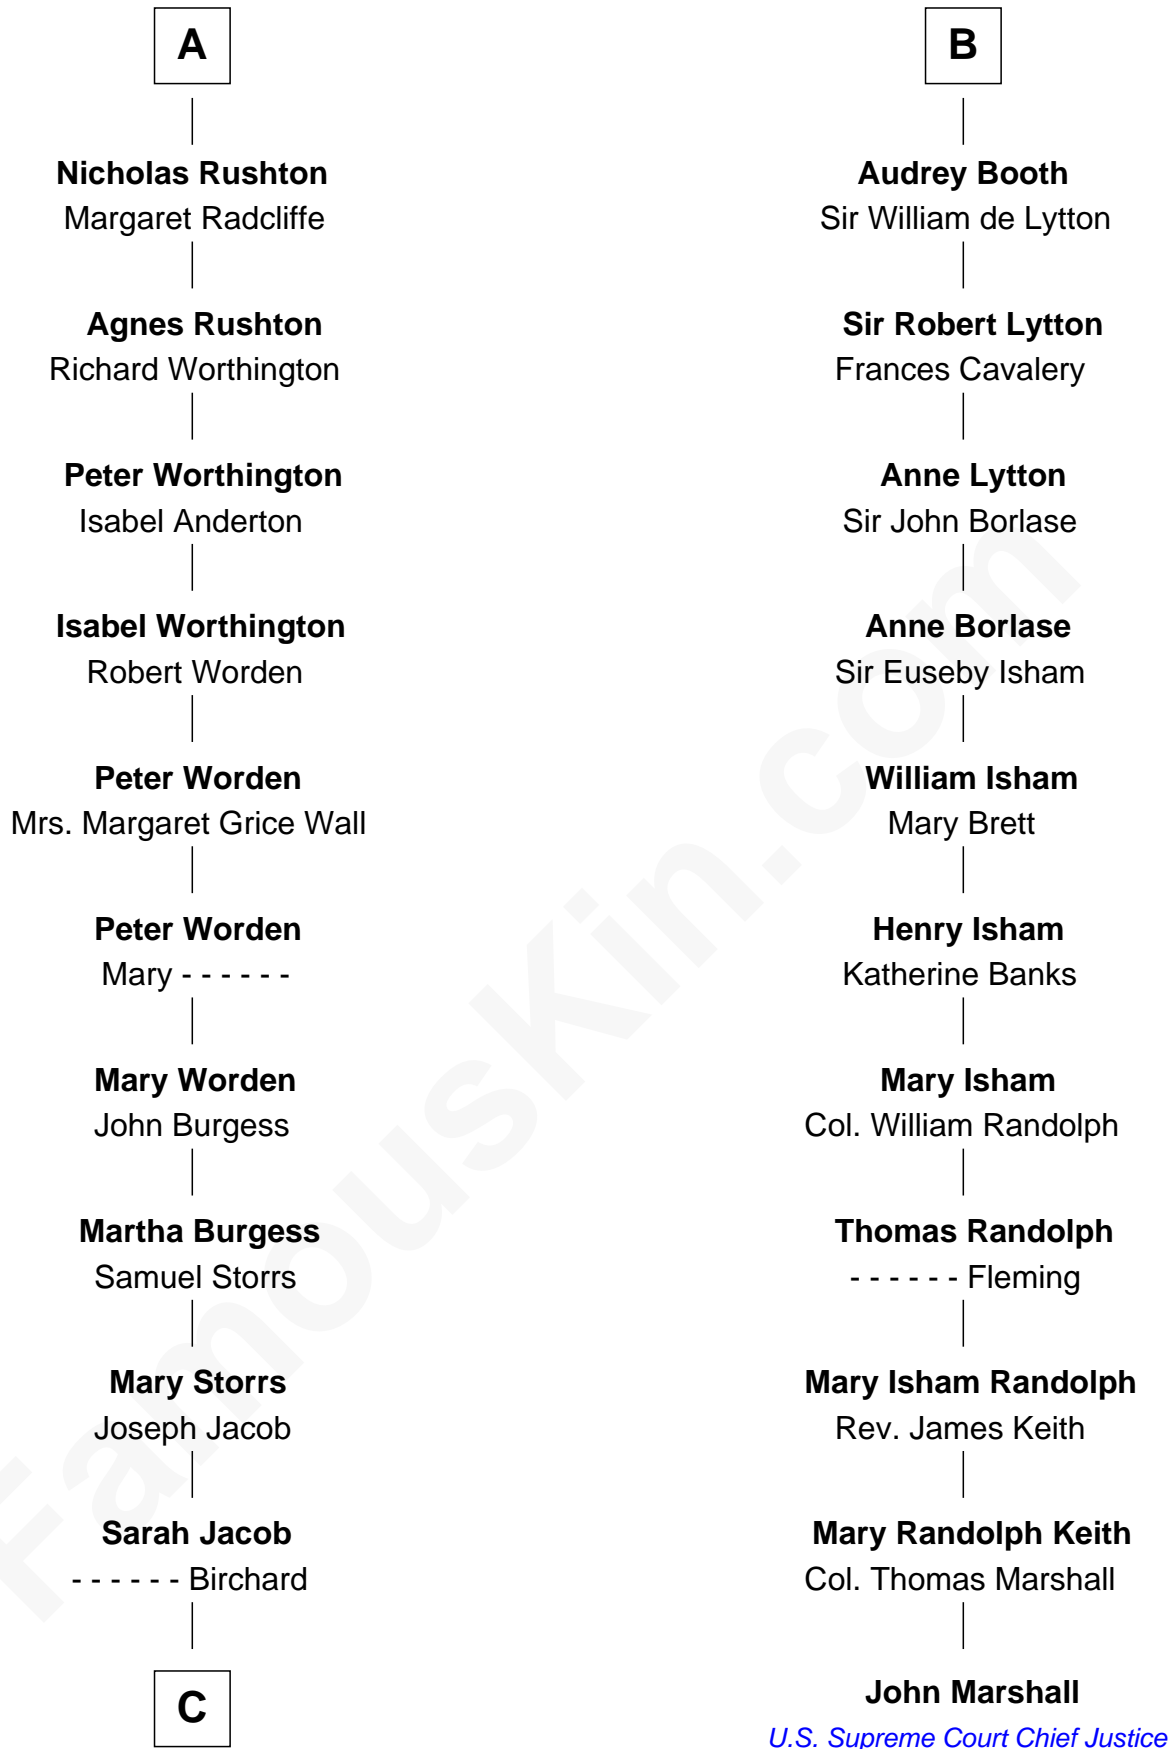 A
Nicholas Rushton
Margaret Radcliffe
Agnes Rushton
Richard Worthington
Peter Worthington
Isabel Anderton
Isabel Worthington
Robert Worden
Peter Worden
Mrs. Margaret Grice Wall
Peter Worden
Mary - - - - - -
Mary Worden
John Burgess
Martha Burgess
Samuel Storrs
Mary Storrs
Joseph Jacob
Sarah Jacob
- - - - - - Birchard
C
B
Audrey Booth
Sir William de Lytton
Sir Robert Lytton
Frances Cavalery
Anne Lytton
Sir John Borlase
Anne Borlase
Sir Euseby Isham
William Isham
Mary Brett
Henry Isham
Katherine Banks
Mary Isham
Col. William Randolph
Thomas Randolph
- - - - - - Fleming
Mary Isham Randolph
Rev. James Keith
Mary Randolph Keith
Col. Thomas Marshall
John Marshall
U.S. Supreme Court Chief Justice
FamousKin.com